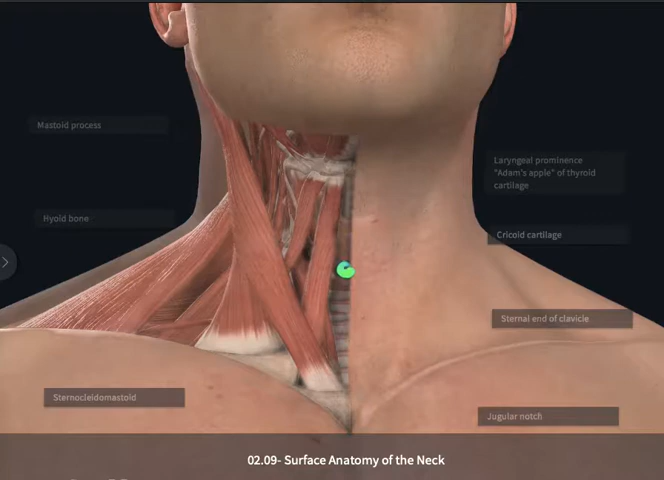 Mastoid process
Hyoid bone
Sternocleidomastoid
Laryngeal prominence
"Adam's apple" of thyroid
cartilage
Cricoid cartilage
Sternal end of clavicle
Jugular notch
02.09- Surface Anatomy of the Neck